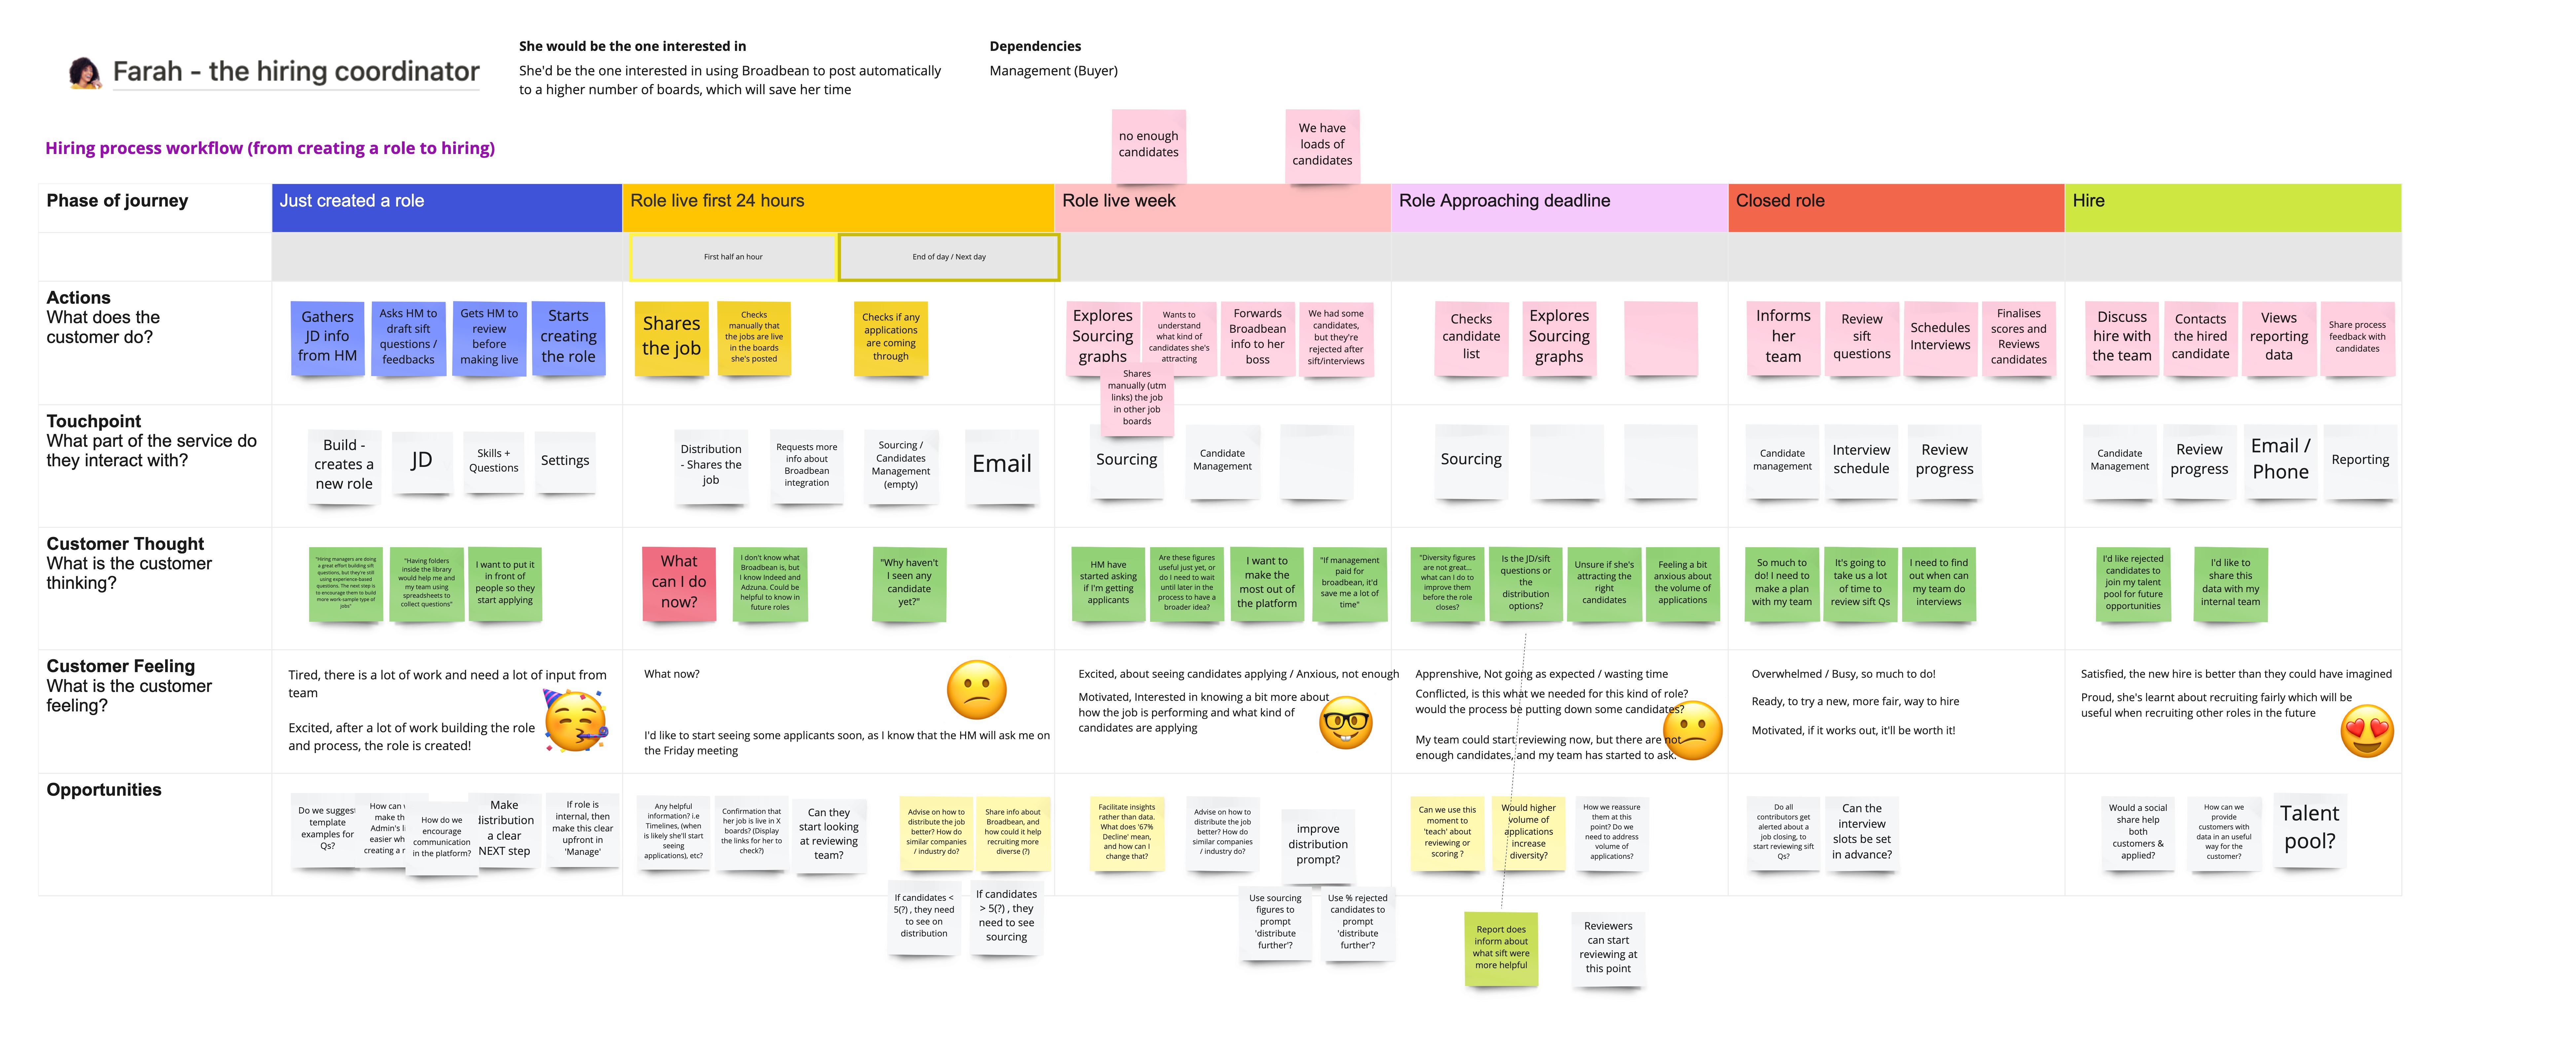 Farah - the hiring coordinator
She would be the one interested in
She'd be the one interested in using Broadbean to post automatically
to a higher number of boards, which will save her time
Dependencies
Management (Buyer)
Hiring process workflow (from creating a role to hiring)
no enough
candidates
We have
loads of
candidates
Phase of journey
Just created a role
Role live first 24 hours
Role live week
Role Approaching deadline
Closed role
Hire
First half an hour
End of day / Next day
Actions
What does the
customer do?
Gathers
JD info
from HM
Asks HM to
draft sift
questions /
feedbacks
Gets HM to
review
before
making live
Starts
creating
the role
Shares
the job
Checks
manually that
the jobs are live
in the boards
she's posted
Checks if any
applications
are coming
through
Explores
Sourcing
graphs
Wants to
understand
what kind of
candidates she's
attracting
Forwards
Broadbean
info to her
boss
We had some
candidates,
but they're
rejected after
sift/interviews
Shares
manually (utm
links) the job
in other job
boards
Checks
candidate
list
Explores
Sourcing
graphs
Informs
her
team
Review
sift
questions
Schedules
Interviews
Finalises
scores and
Reviews
candidates
Discuss
hire with
the team
Contacts
the hired
candidate
Views
reporting
data
Share process
feedback with
candidates
Touchpoint
What part of the service do
they interact with?
Build -
creates a
new role
JD
Skills +
Questions
Settings
Distribution
- Shares the
job
Requests more
info about
Broadbean
integration
Sourcing /
Candidates
Management
(empty)
Email
Sourcing
Candidate
Management
Sourcing
Candidate
management
Interview
schedule
Review
progress
Candidate
Management
Review
progress
Email /
Phone
Reporting
Customer Thought
What is the customer
thinking?
"Hiring managers are doing
a great effort building sift
questions, but they're still
using experience-based
questions. The next step is
to encourage them to build
more work-sample type of
jobs"
"Having folders
inside the library
would help me and
my team using
spreadsheets to
collect questions"
I want to put it
in front of
people so they
start applying
What
can I do
now?
I don't know what
Broadbean is, but
I know Indeed and
Adzuna. Could be
helpful to know in
future roles
"Why haven't
I seen any
candidate
yet?"
HM have
started asking
if I'm getting
applicants
Are these figures
useful just yet, or
do I need to wait
until later in the
process to have a
broader idea?
I want to
make the
most out of
the platform
"If management
paid for
broadbean, it'd
save me a lot of
time"
"Diversity figures
are not great...
what can I do to
improve them
before the role
closes?
Is the JD/sift
questions or
the
distribution
options?
Unsure if she's
attracting the
right
candidates
Feeling a bit
anxious about
the volume of
applications
So much to
do! I need to
make a plan
with my team
It's going to
take us a lot
of time to
review sift Qs
I need to find
out when can
my team do
interviews
I'd like rejected
candidates to
join my talent
pool for future
opportunities
I'd like to
share this
data with my
internal team
Customer Feeling
What is the customer
feeling?
Tired, there is a lot of work and need a lot of input from
team
Excited, after a lot of work building the role
and process, the role is created!
What now?
I'd like to start seeing some applicants soon, as I know that the HM will ask me on
the Friday meeting
Excited, about seeing candidates applying / Anxious, not enough
Motivated, Interested in knowing a bit more about
how the job is performing and what kind of
candidates are applying
Apprenshive, Not going as expected / wasting time
Conflicted, is this what we needed for this kind of role?
would the process be putting down some candidates?
My team could start reviewing now, but there are not
enough candidates, and my team has started to ask.
Overwhelmed / Busy, so much to do!
Ready, to try a new, more fair, way to hire
Motivated, if it works out, it'll be worth it!
Satisfied, the new hire is better than they could have imagined
Proud, she's learnt about recruiting fairly which will be
useful when recruiting other roles in the future
Opportunities
Do we suggest
template
examples for
Qs?
How can
make th
Admin's li
easier wh
creating a r
How do we
encourage
communication
in the platform?
Make
distribution
a clear
NEXT step
If role is
internal, then
make this clear
upfront in
'Manage'
Any helpful
information? i.e
Timelines, (when
is likely she'll start
seeing
applications), etc?
Confirmation that
her job is live in X
boards? (Display
the links for her to
check?)
Can they
start looking
at reviewing
team?
Advise on how to
distribute the job
better? How do
similar companies
/ industry do?
Share info about
Broadbean, and
how could it help
recruiting more
diverse (?)
If candidates <
5(?) , they need
to see on
distribution
If candidates
> 5(?) , they
need to see
sourcing
Facilitate insights
rather than data.
What does '67%
Decline' mean,
and how can I
change that?
Advise on how to
distribute the job
better? How do
similar companies
/ industry do?
improve
distribution
prompt?
Use sourcing
figures to
prompt
'distribute
further'?
Use % rejected
candidates to
prompt
'distribute
further'?
Can we use this
moment to
'teach' about
reviewing or
scoring ?
Would higher
volume of
applications
increase
diversity?
How we reassure
them at this
point? Do we
need to address
volume of
applications?
Report does
inform about
what sift were
more helpful
Reviewers
can start
reviewing at
this point
Do all
contributors get
alerted about a
job closing, to
start reviewing sift
Qs?
Can the
interview
slots be set
in advance?
Would a social
share help
both
customers &
applied?
How can we
provide
customers with
data in an useful
way for the
customer?
Talent
pool?